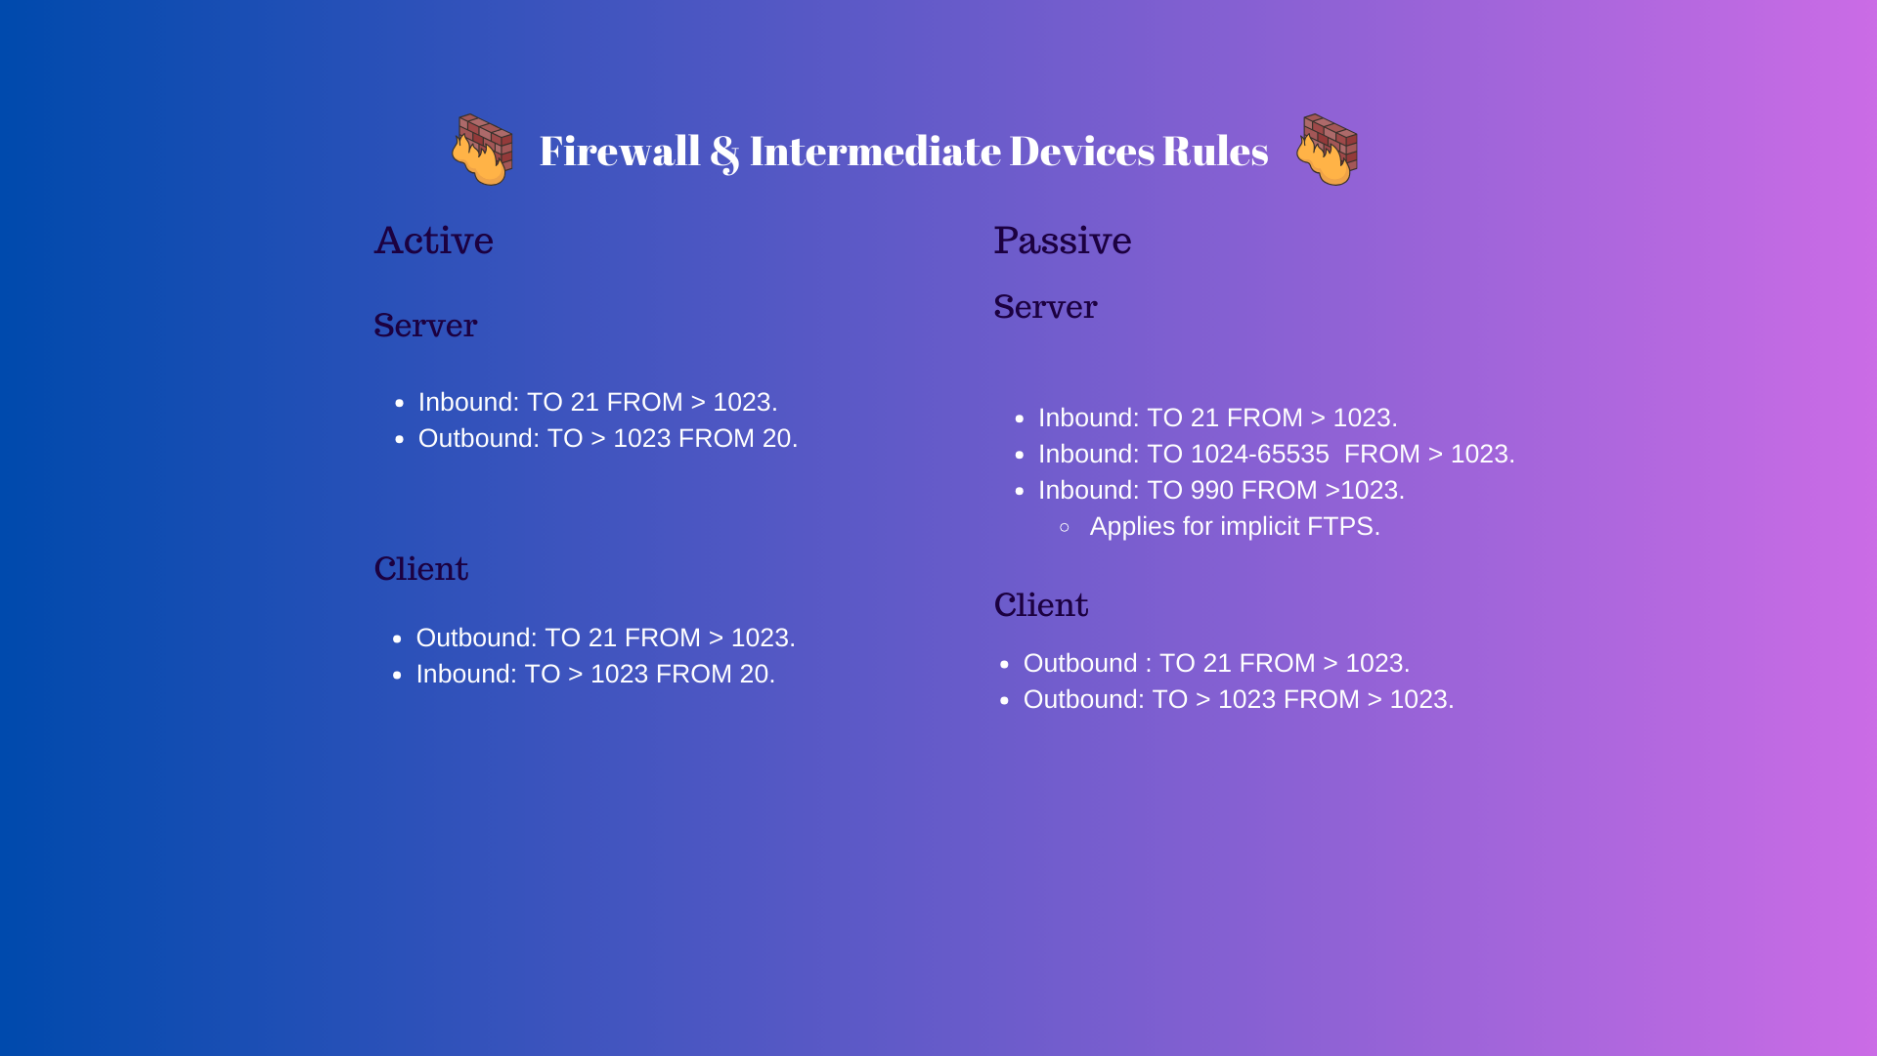 Firewall & Intermediate Devices Rules
Active
Server
• Inbound: TO 21 FROM > 1023.
• Outbound: TO > 1023 FROM 20.
Client
• Outbound: TO 21 FROM > 1023.
• Inbound: TO > 1023 FROM 20.
Passive
Server
• Inbound: TO 21 FROM > 1023.
• Inbound: TO 1024-65535  FROM > 1023.
• Inbound: TO 990 FROM >1023.
○ Applies for implicit FTPS.
Client
• Outbound : TO 21 FROM > 1023.
• Outbound: TO > 1023 FROM > 1023.